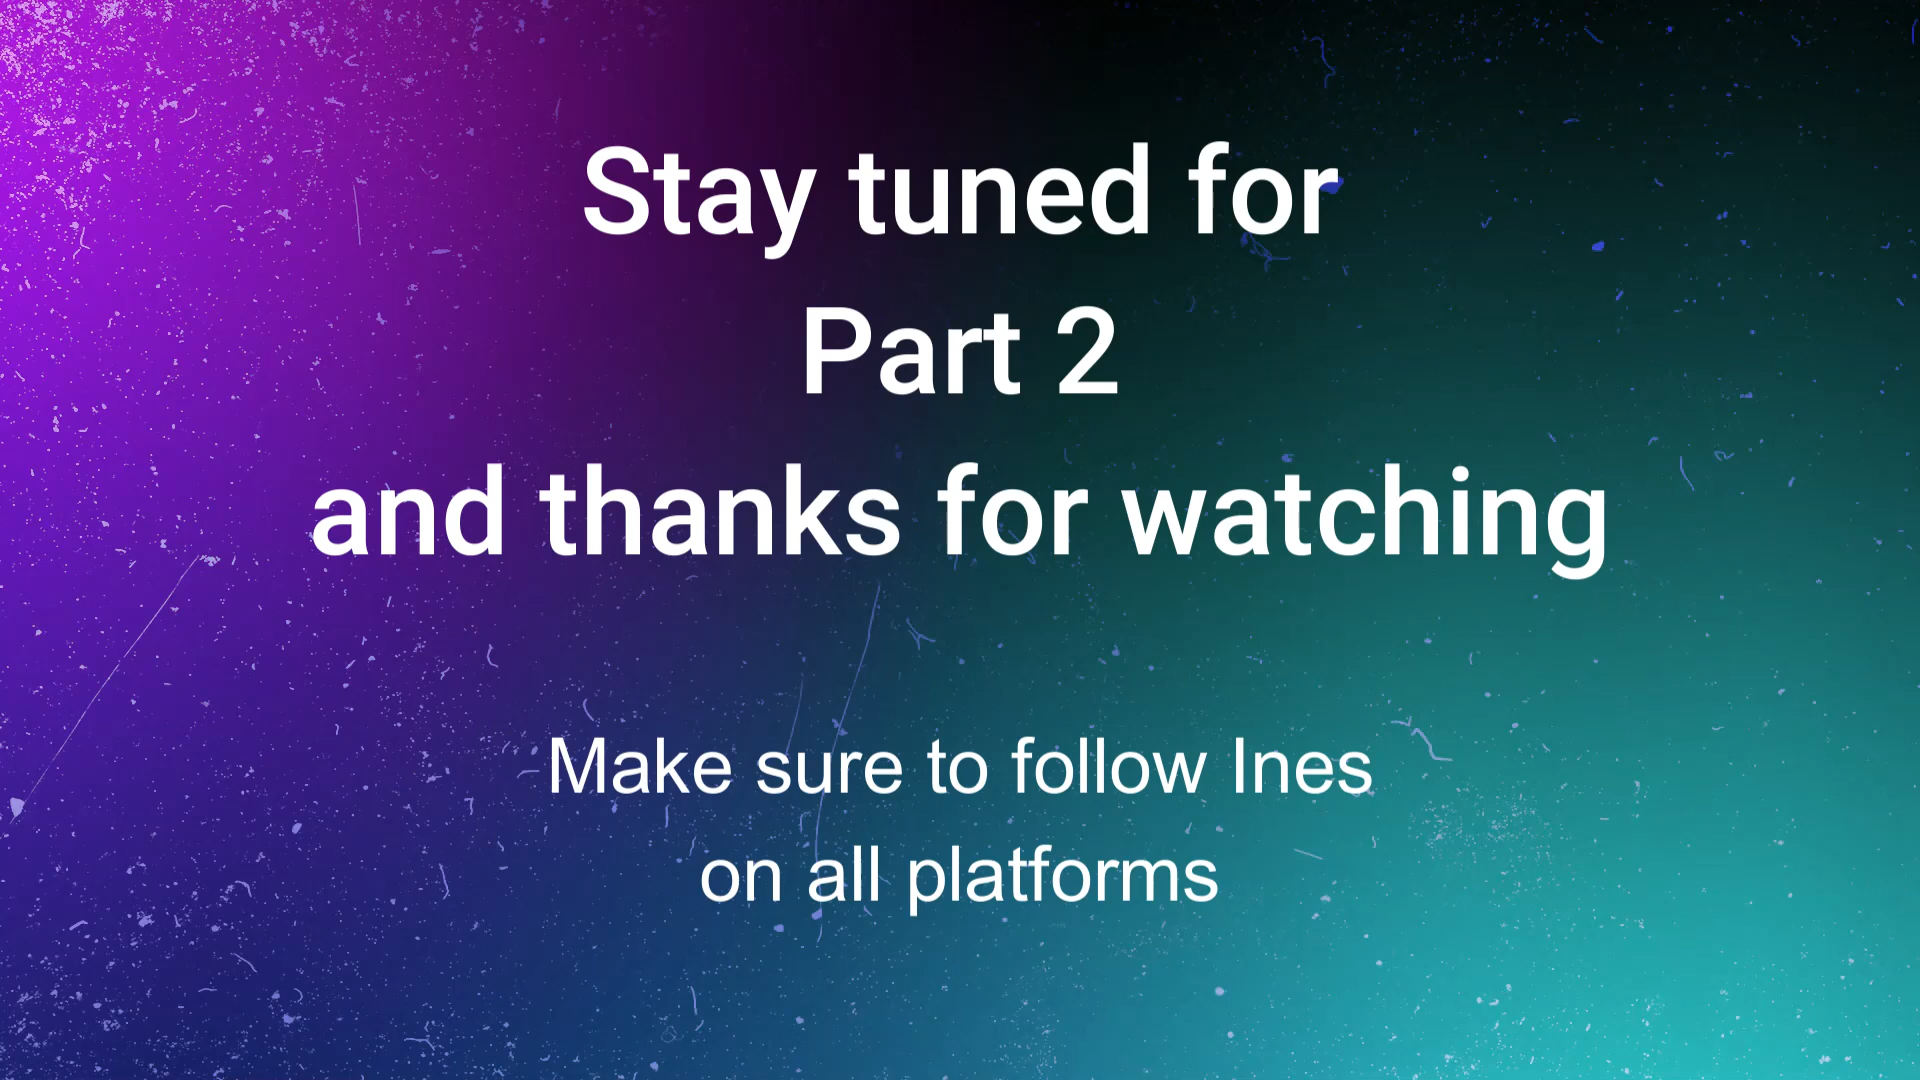 Stay tuned for
Part 2
and thanks for watching
Make sure to follow Ines
on all platforms